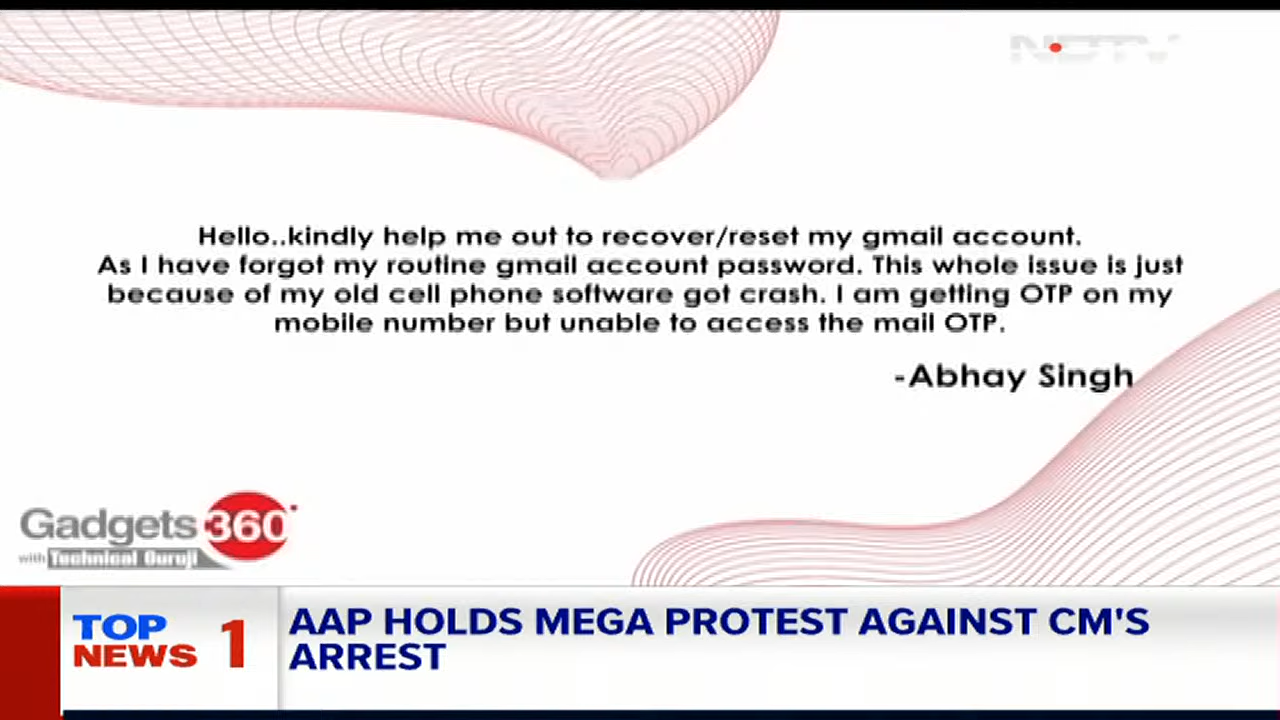 NDTV
Hello..kindly help me out to recover/reset my gmail account.
As I have forgot my routine gmail account password. This whole issue is just
because of my old cell phone software got crash. I am getting OTP on my
mobile number but unable to access the mail OTP.
-Abhay Singh
Gadgets 360°
with Technical Guruji
TOP
NEWS 1
AAP HOLDS MEGA PROTEST AGAINST CM'S
ARREST